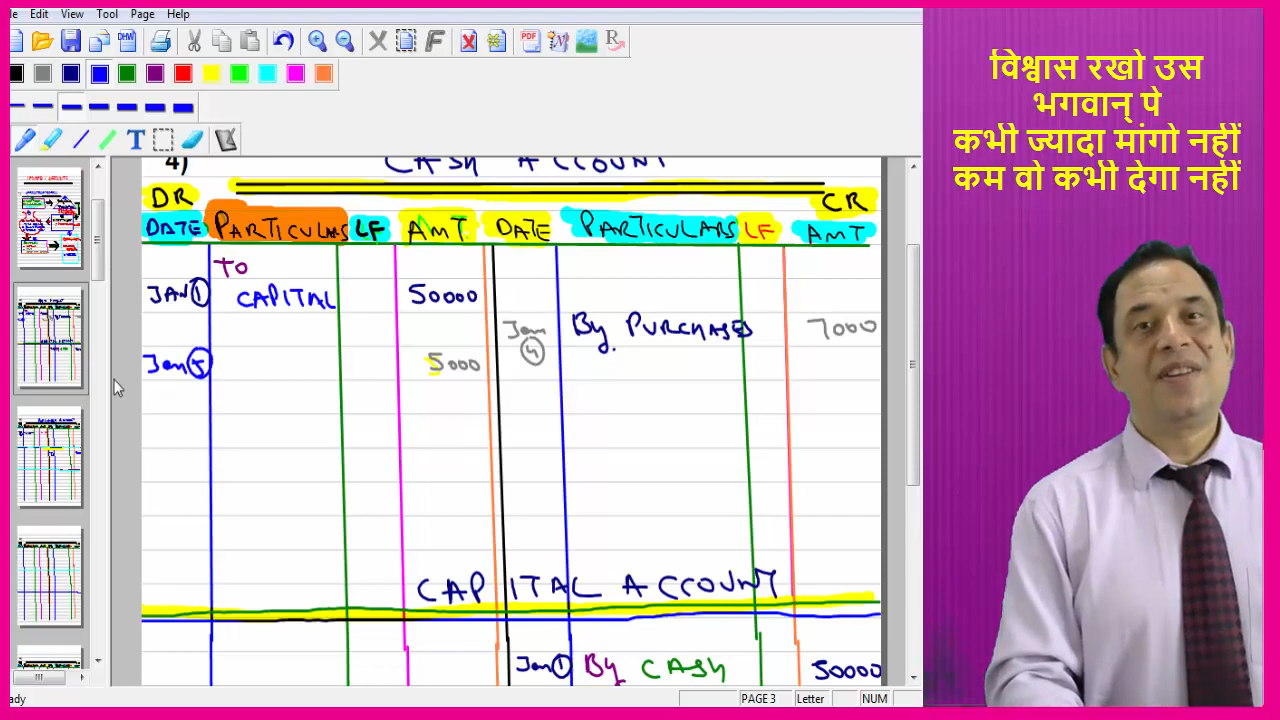 Edit View Tool Page Help
विश्वास रखो उस
भगवान् पे
कभी ज्यादा मांगो नहीं
कम वो कभी देगा नहीं
4) CASH ACCOUNT
DR CR
DATE PARTICULARS LF AMT DATE PARTICULARS LF AMT
To
JAN 1 CAPITAL 50000
Jan 4 By PURCHASES 7000
Jan 5 5000
CAPITAL ACCOUNT
Jan 1 By CASH 50000
PAGE 3 Letter NUM